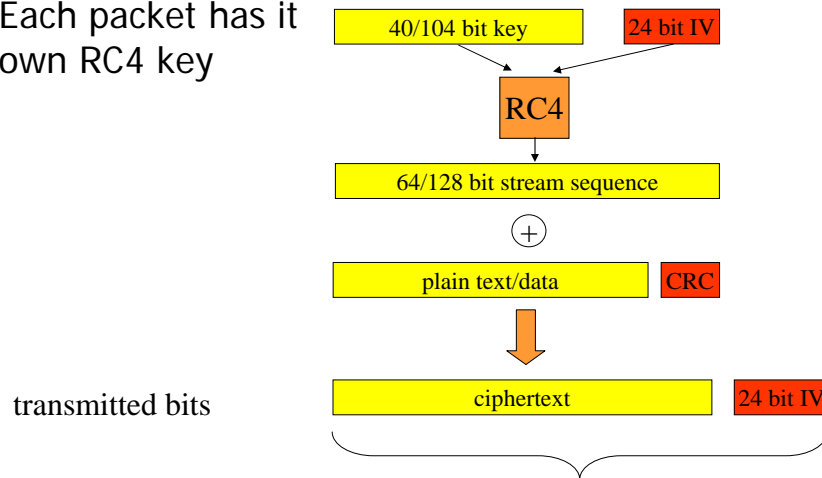 Each packet has it
own RC4 key
40/104 bit key
24 bit IV
RC4
64/128 bit stream sequence
+
plain text/data
CRC
transmitted bits
ciphertext
24 bit IV